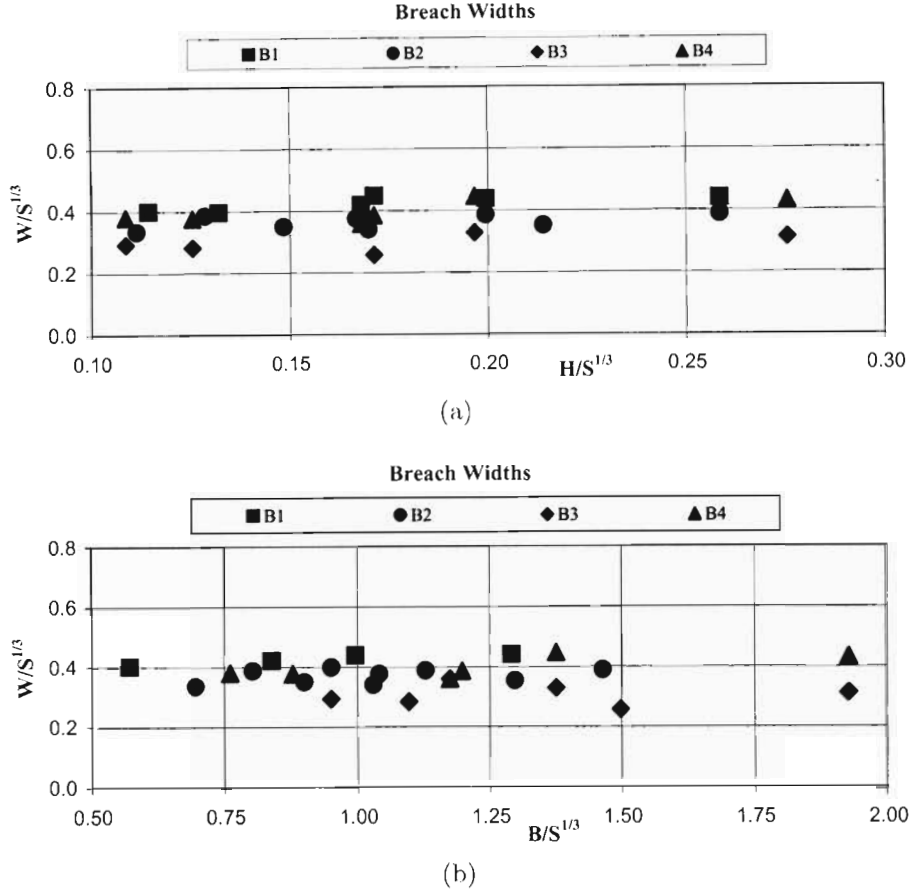 Breach Widths
B1 B2 B3 B4
0.8
0.6
0.4
0.2
0.0
W/S^{1/3}
0.10 0.15 0.20 0.25 0.30
H/S^{1/3}
(a)
Breach Widths
B1 B2 B3 B4
0.8
0.6
0.4
0.2
0.0
W/S^{1/3}
0.50 0.75 1.00 1.25 1.50 1.75 2.00
B/S^{1/3}
(b)